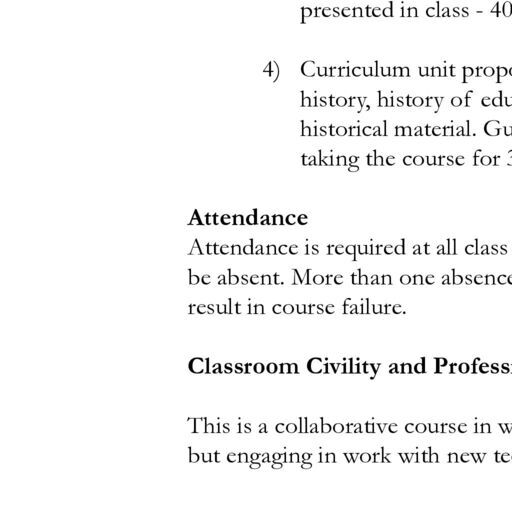 presented in class - 40
4) Curriculum unit propo
history, history of edu
historical material. Gu
taking the course for 3
Attendance
Attendance is required at all class
be absent. More than one absence
result in course failure.
Classroom Civility and Professi
This is a collaborative course in w
but engaging in work with new te